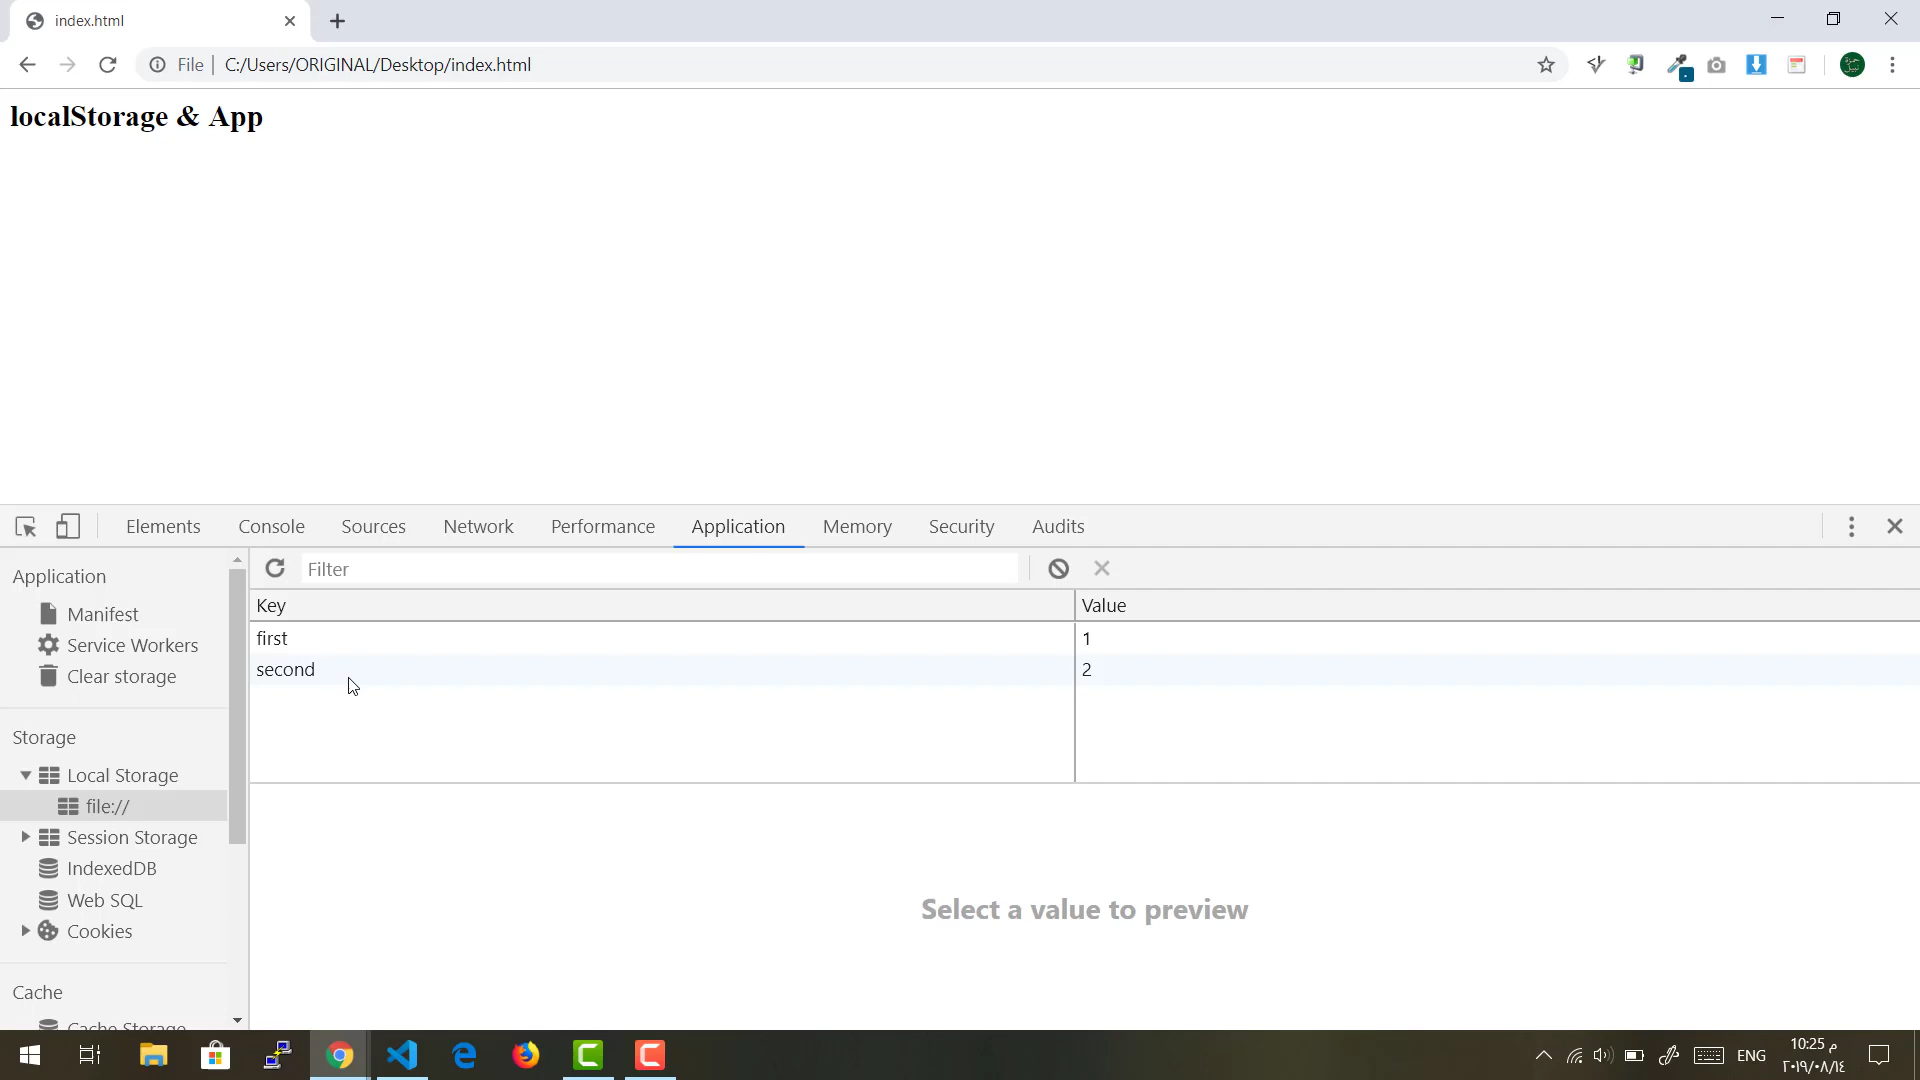 index.html
File
C:/Users/ORIGINAL/Desktop/index.html
localStorage & App
Elements
Console
Sources
Network
Performance
Application
Memory
Security
Audits
Application
Manifest
Service Workers
Clear storage
Storage
Local Storage
file://
Session Storage
IndexedDB
Web SQL
Cookies
Cache
Cache Storage
Filter
Key
Value
first
1
second
2
Select a value to preview
ENG
10:25 م
٢٠١٩/٠٨/١٤